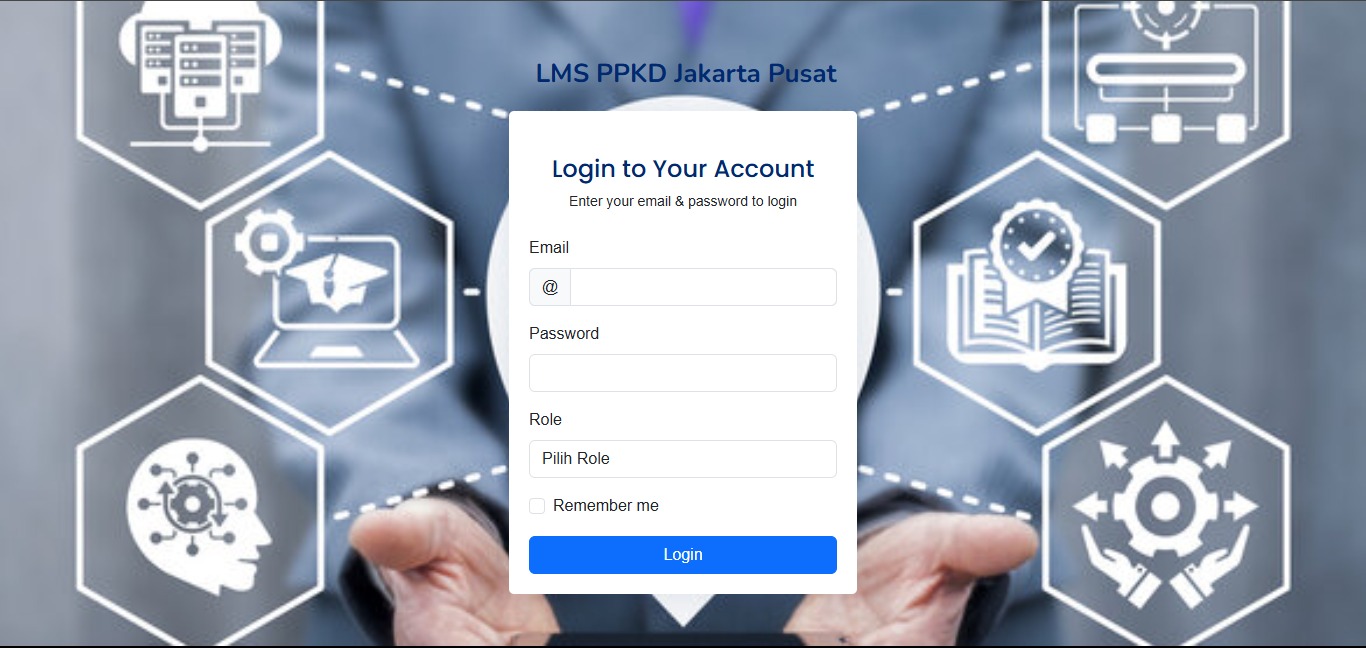 LMS PPKD Jakarta Pusat
Login to Your Account
Enter your email & password to login
Email
@
Password
Role
Pilih Role
Remember me
Login